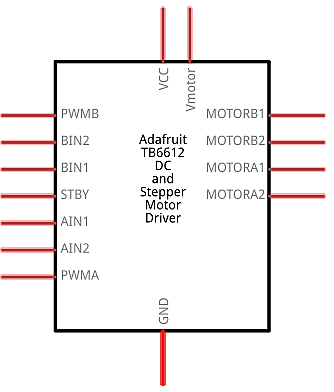 VCC
Vmotor
PWMB
BIN2
BIN1
STBY
AIN1
AIN2
PWMA
Adafruit
TB6612
DC
and
Stepper
Motor
Driver
MOTORB1
MOTORB2
MOTORA1
MOTORA2
GND